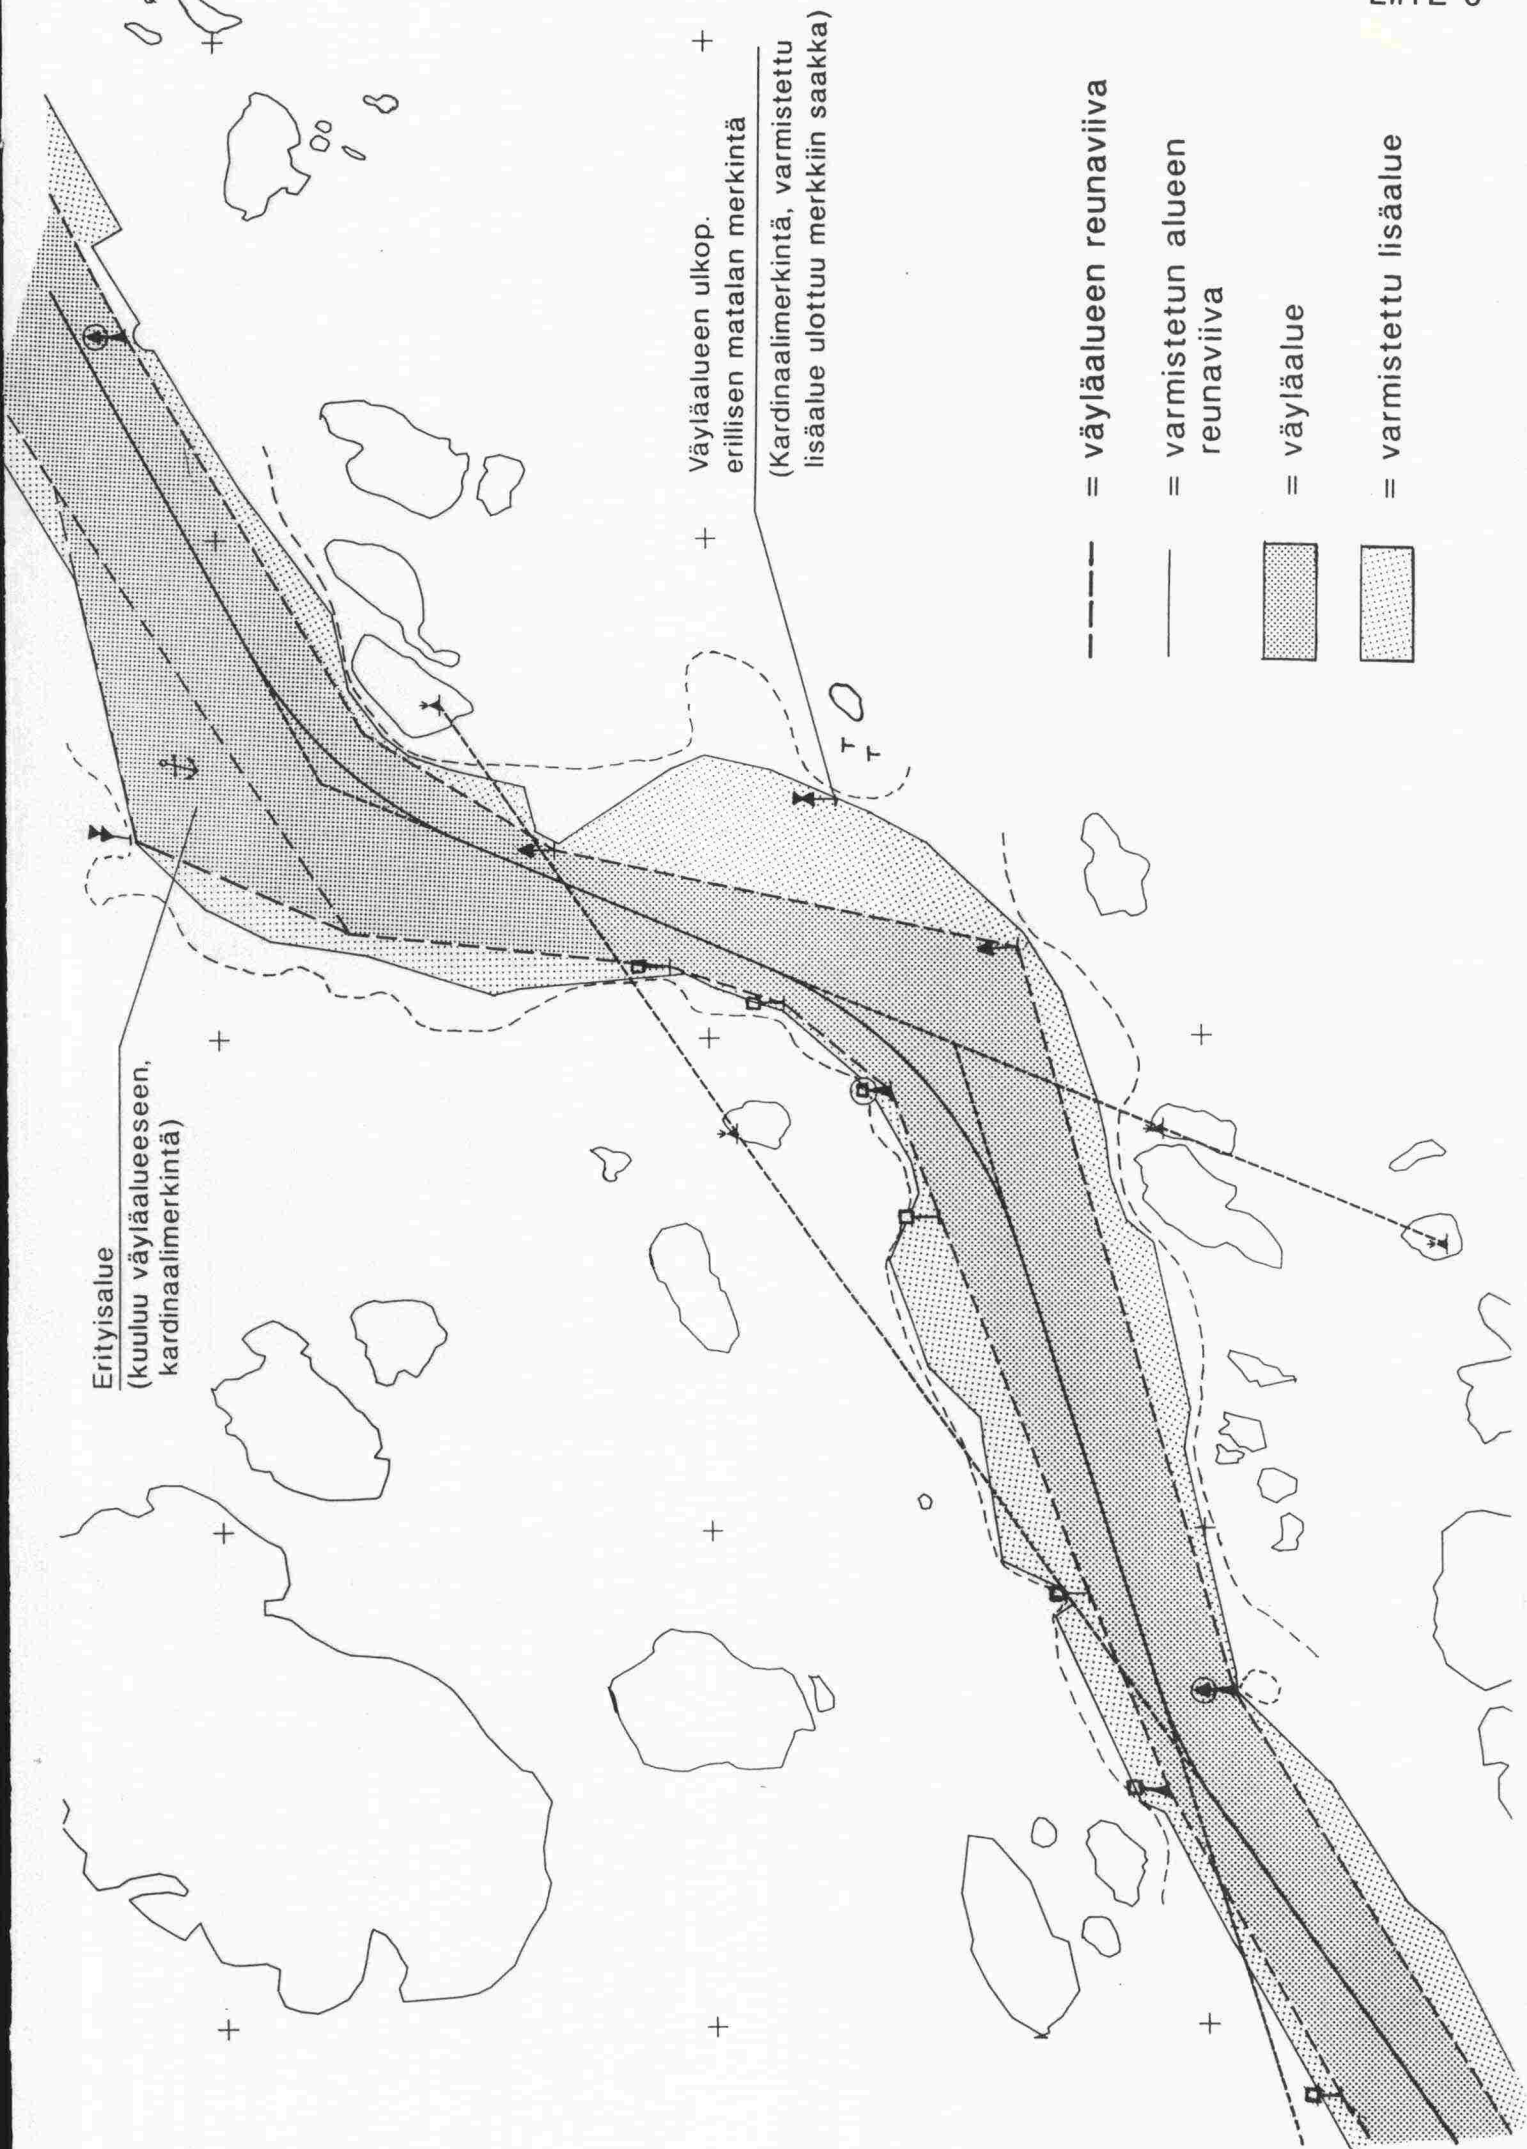 Erityisalue
(kuuluu väyläalueeseen,
kardinaalimerkintä)
Väyläalueen ulkop.
erillisen matalan merkintä
(Kardinaalimerkintä, varmistettu
lisäalue ulottuu merkkiin saakka)
= väyläalueen reunaviiva
= varmistetun alueen
reunaviiva
= väyläalue
= varmistettu lisäalue